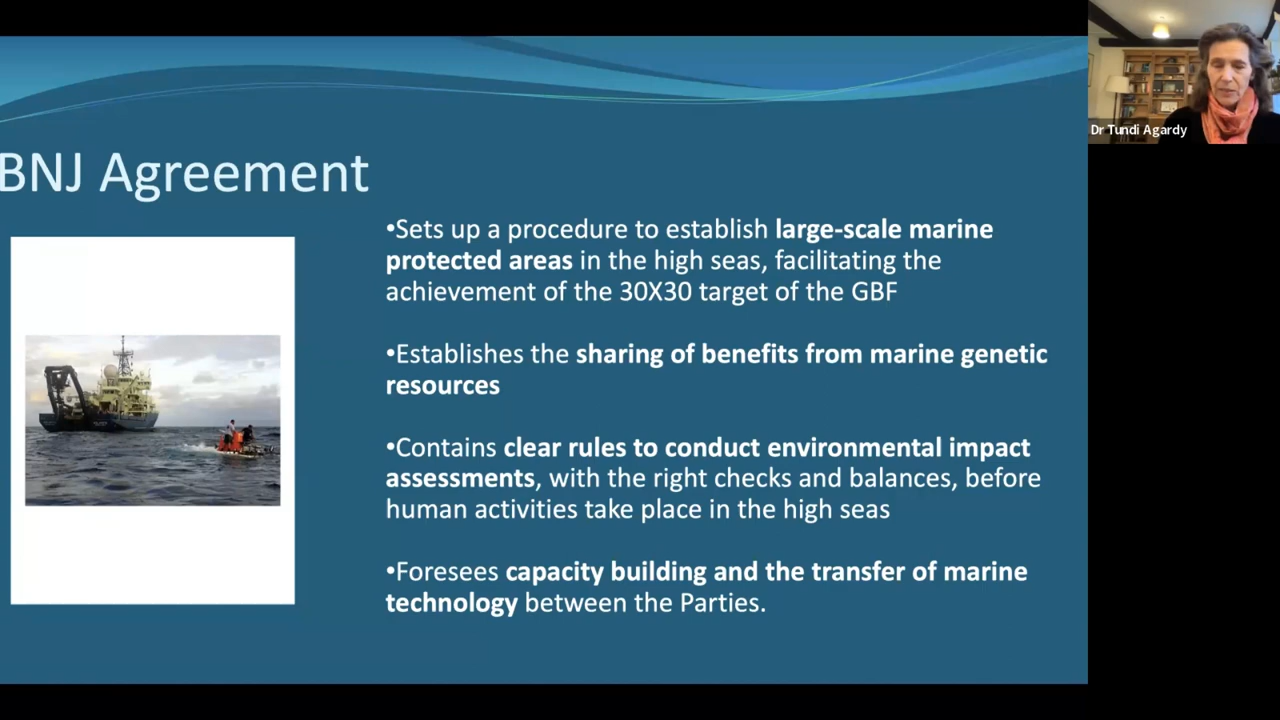 BNJ Agreement
•Sets up a procedure to establish large-scale marine
protected areas in the high seas, facilitating the
achievement of the 30X30 target of the GBF
•Establishes the sharing of benefits from marine genetic
resources
•Contains clear rules to conduct environmental impact
assessments, with the right checks and balances, before
human activities take place in the high seas
•Foresees capacity building and the transfer of marine
technology between the Parties.
Dr Tundi Agardy